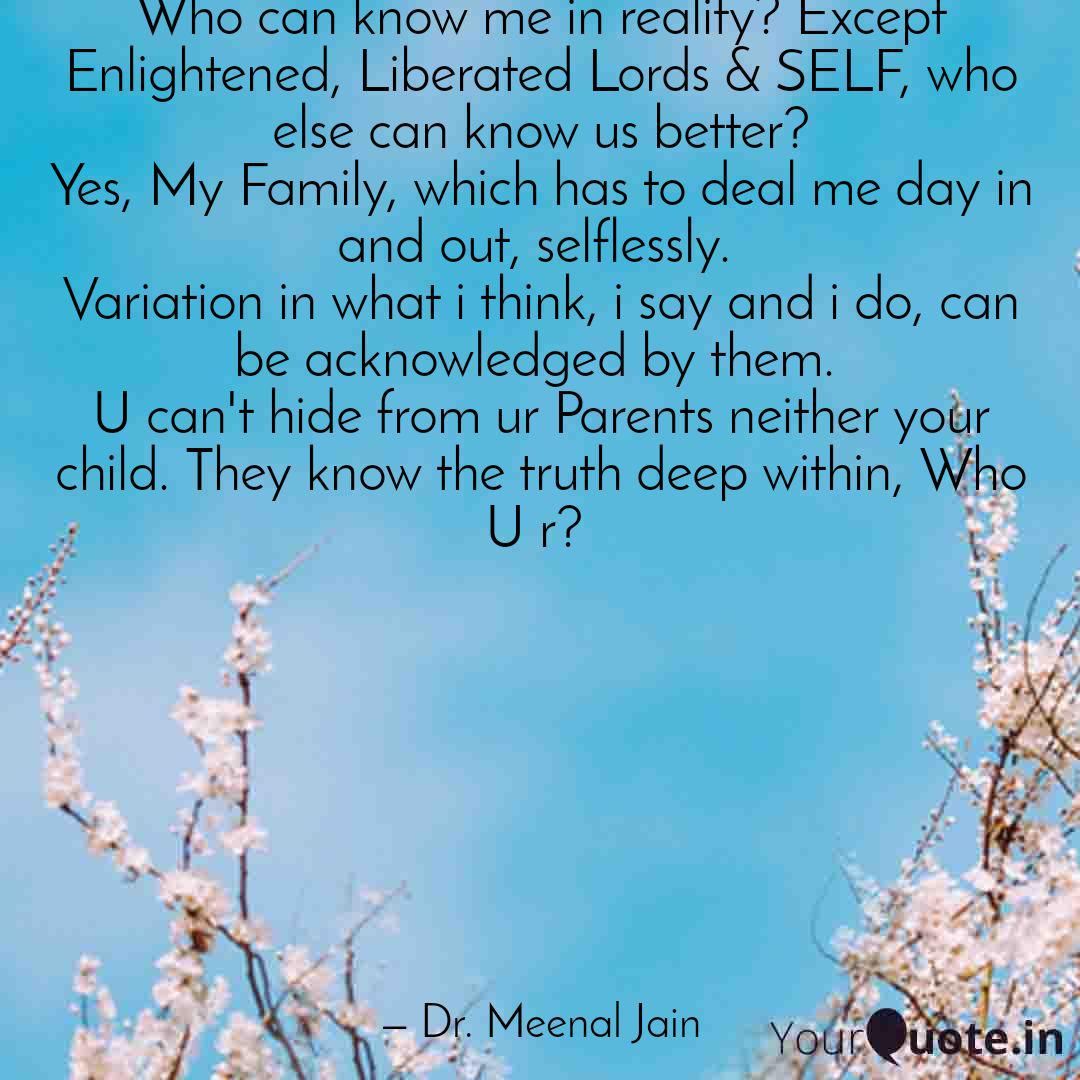 Who can know me in reality? Except
Enlightened, Liberated Lords & SELF, who
else can know us better?
Yes, My Family, which has to deal me day in
and out, selflessly.
Variation in what i think, i say and i do, can
be acknowledged by them.
U can't hide from ur Parents neither your
child. They know the truth deep within, Who
U r?
– Dr. Meenal Jain
YourQuote.in